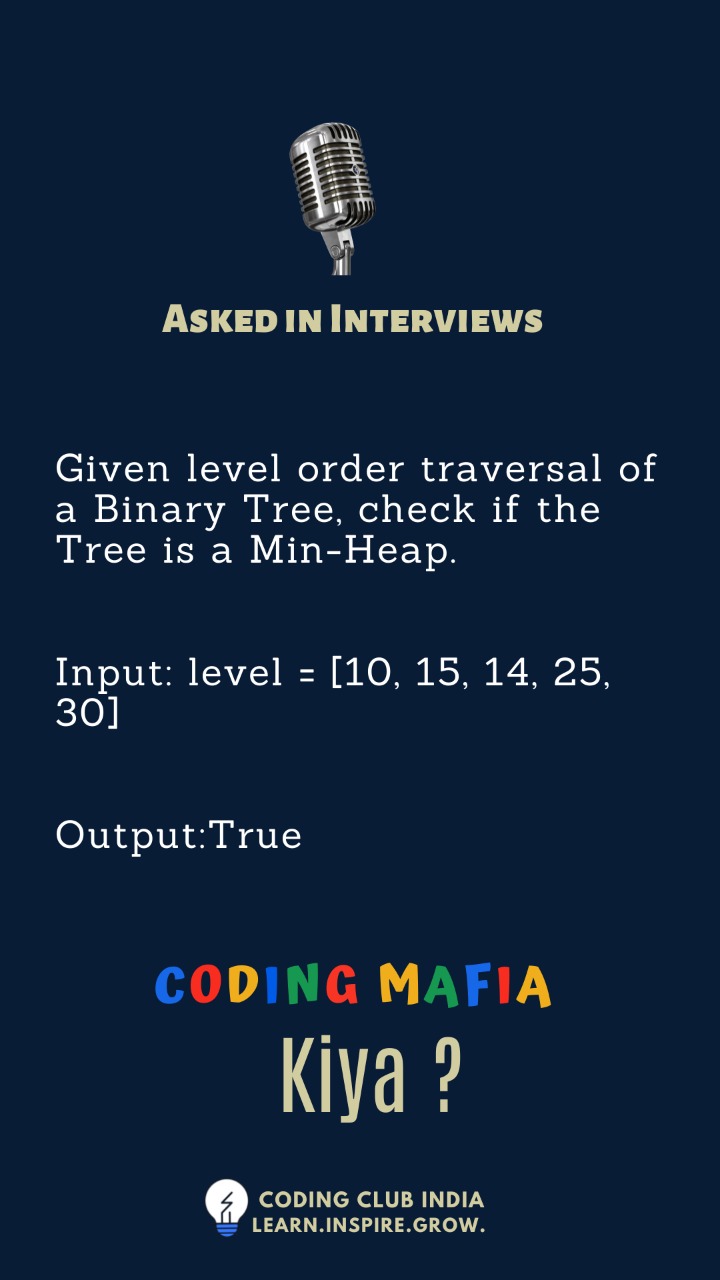 Asked in Interviews
Given level order traversal of
a Binary Tree, check if the
Tree is a Min-Heap.
Input: level = [10, 15, 14, 25,
30]
Output:True
CODING MAFIA
Kiya ?
CODING CLUB INDIA
LEARN.INSPIRE.GROW.